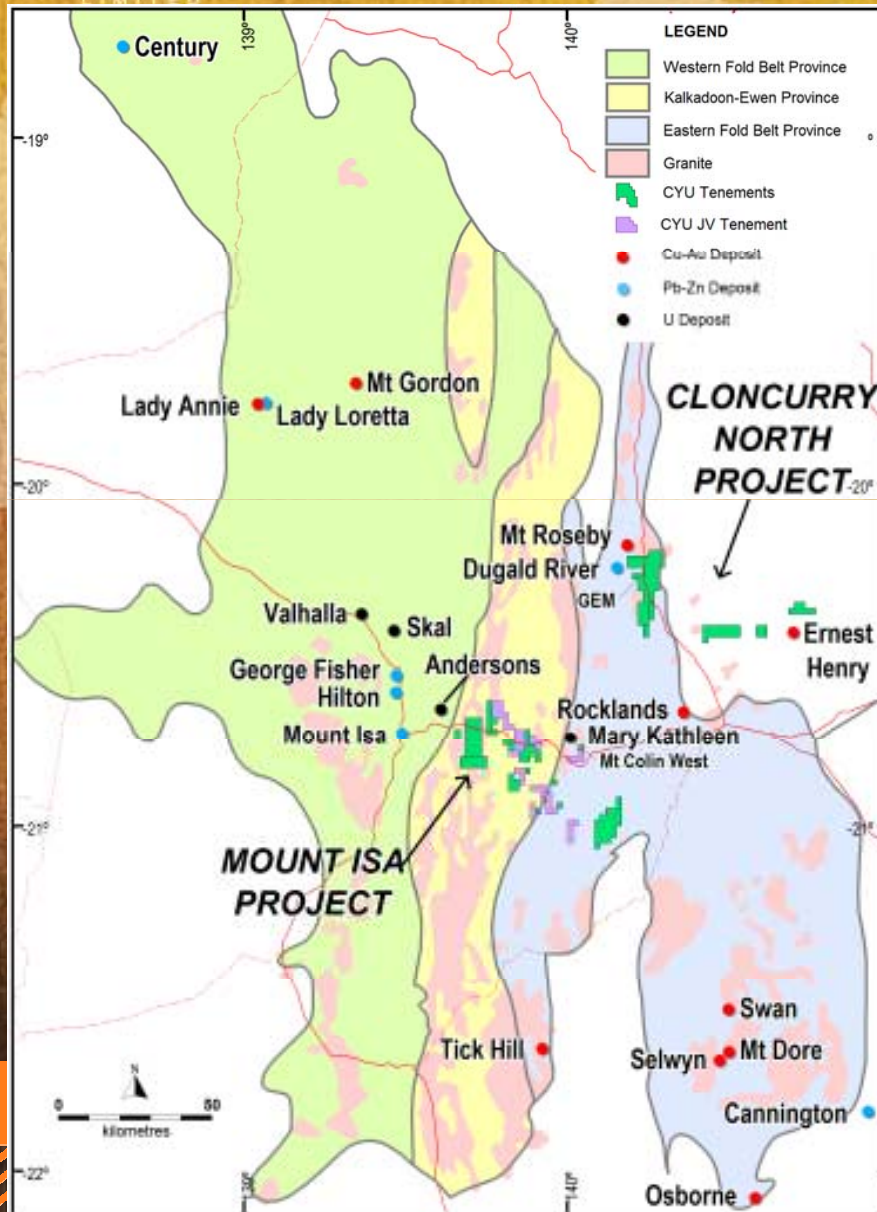 LIMITED
139°
140°
Century
LEGEND
Western Fold Belt Province
Kalkadoon-Ewen Province
Eastern Fold Belt Province
Granite
CYU Tenements
CYU JV Tenement
Cu-Au Deposit
Pb-Zn Deposit
U Deposit
-19°
Mt Gordon
Lady Annie
Lady Loretta
CLONCURRY
NORTH
PROJECT
-20°
-20°
Mt Roseby
Dugald River
GEM
Valhalla
Skal
Ernest
Henry
George Fisher
Hilton
Andersons
Mount Isa
Rocklands
Mary Kathleen
Mt Colin West
-21°
-21°
MOUNT ISA
PROJECT
Swan
Tick Hill
Mt Dore
Selwyn
0 50
kilometres
N
Cannington
-22°
139°
140°
Osborne